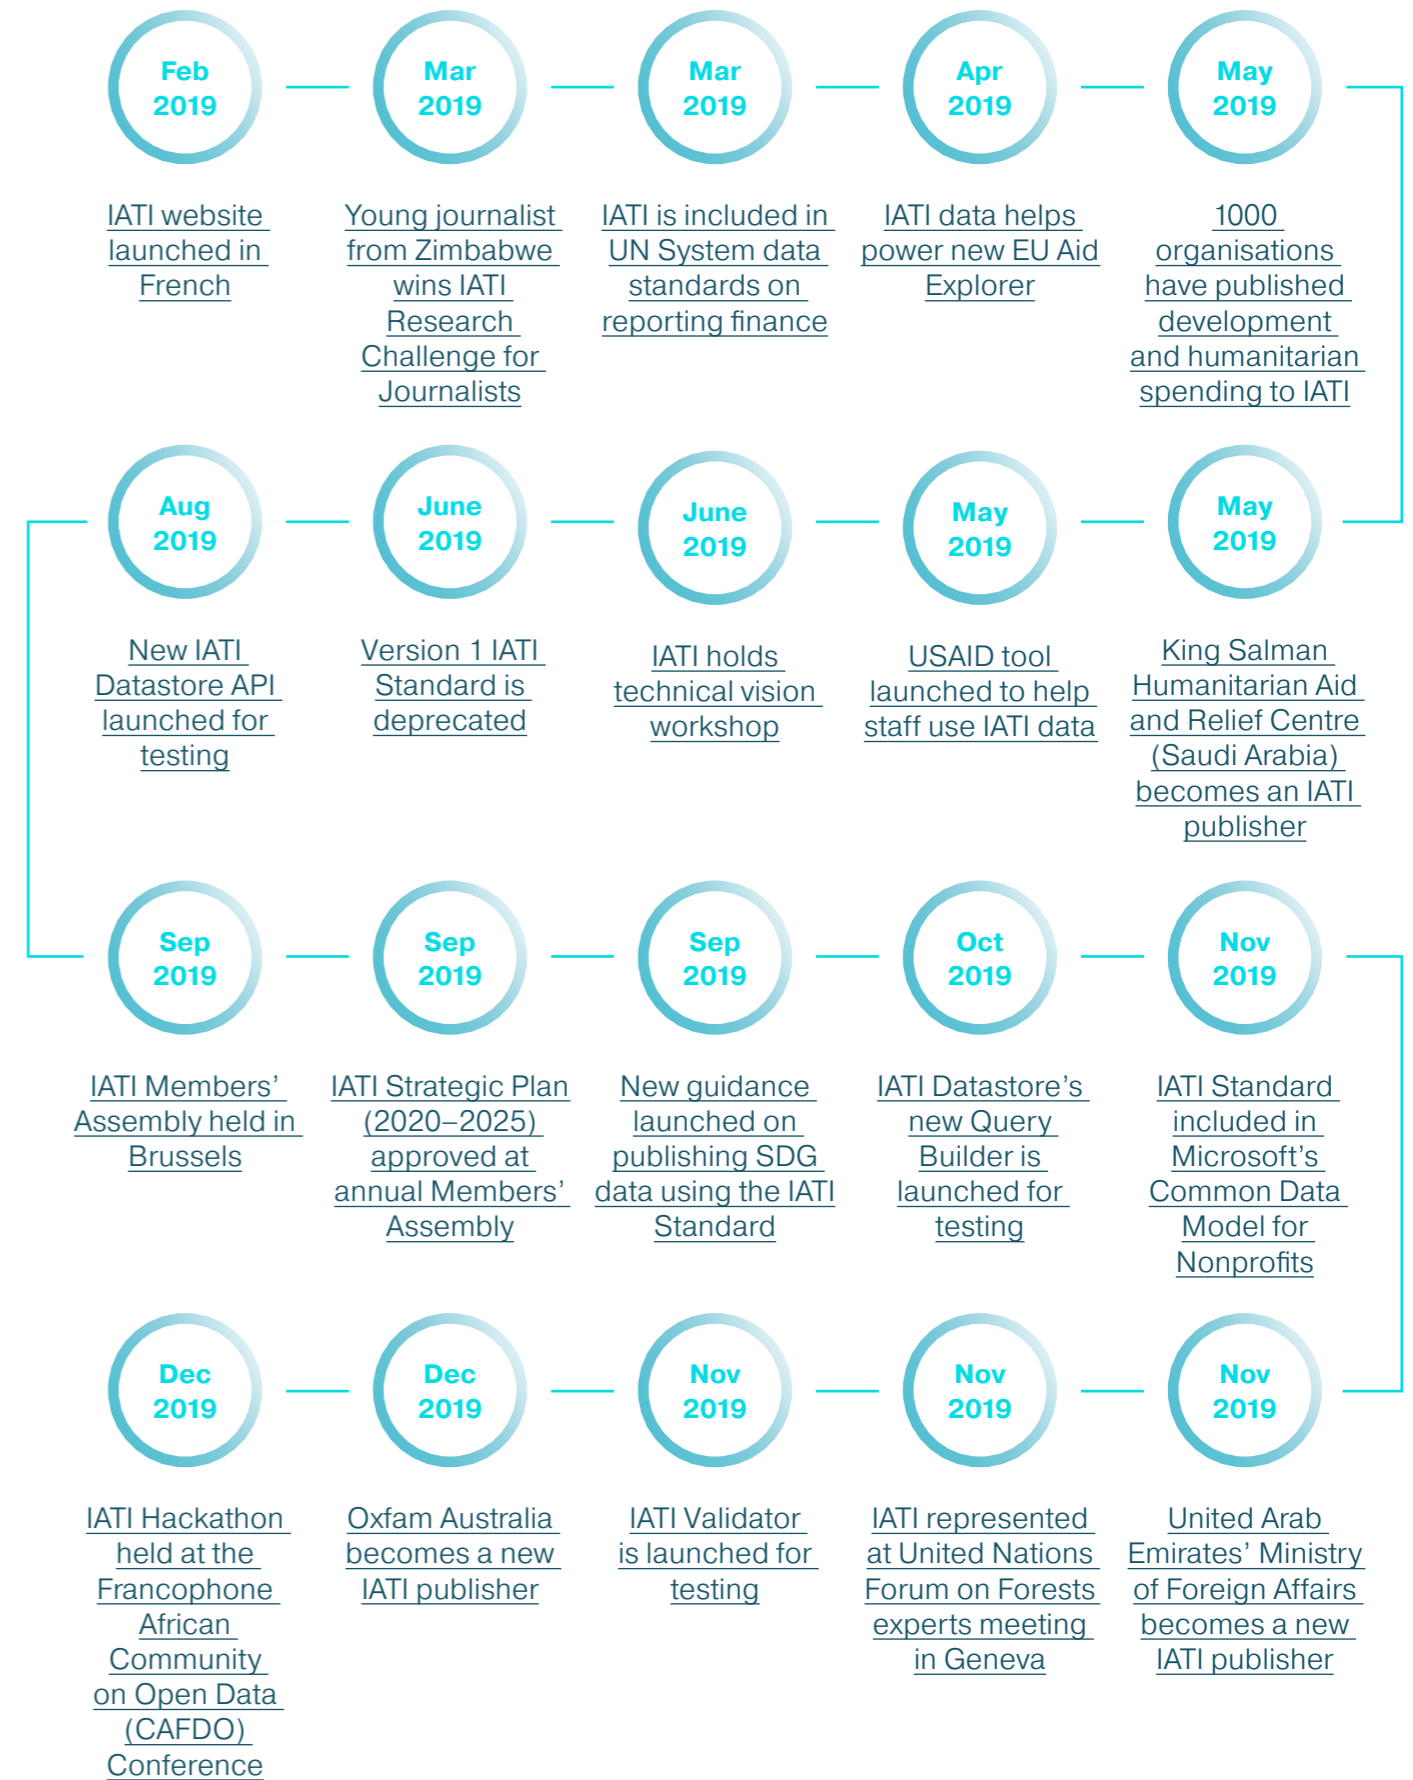 Feb
2019
IATI website
launched in
French
Mar
2019
Young journalist
from Zimbabwe
wins IATI
Research
Challenge for
Journalists
Mar
2019
IATI is included in
UN System data
standards on
reporting finance
Apr
2019
IATI data helps
power new EU Aid
Explorer
May
2019
1000
organisations
have published
development
and humanitarian
spending to IATI
May
2019
King Salman
Humanitarian Aid
and Relief Centre
(Saudi Arabia)
becomes an IATI
publisher
May
2019
USAID tool
launched to help
staff use IATI data
June
2019
IATI holds
technical vision
workshop
June
2019
Version 1 IATI
Standard is
deprecated
Aug
2019
New IATI
Datastore API
launched for
testing
Sep
2019
IATI Members’
Assembly held in
Brussels
Sep
2019
IATI Strategic Plan
(2020–2025)
approved at
annual Members’
Assembly
Sep
2019
New guidance
launched on
publishing SDG
data using the IATI
Standard
Oct
2019
IATI Datastore’s
new Query
Builder is
launched for
testing
Nov
2019
IATI Standard
included in
Microsoft’s
Common Data
Model for
Nonprofits
Nov
2019
United Arab
Emirates’ Ministry
of Foreign Affairs
becomes a new
IATI publisher
Nov
2019
IATI represented
at United Nations
Forum on Forests
experts meeting
in Geneva
Nov
2019
IATI Validator
is launched for
testing
Dec
2019
Oxfam Australia
becomes a new
IATI publisher
Dec
2019
IATI Hackathon
held at the
Francophone
African
Community
on Open Data
(CAFDO)
Conference